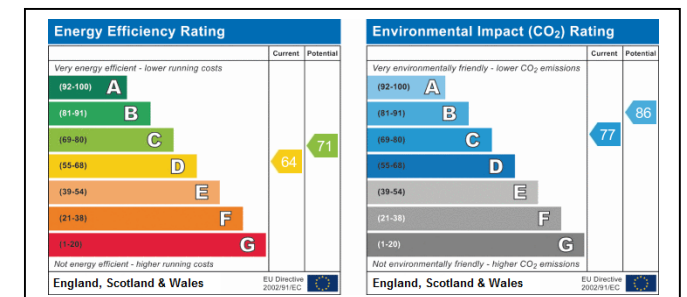 Energy Efficiency Rating
Current Potential
Very energy efficient - lower running costs
(92-100) A
(81-91) B
(69-80) C
71
(55-68) D
64
(39-54) E
(21-38) F
(1-20) G
Not energy efficient - higher running costs
England, Scotland & Wales
EU Directive
2002/91/EC
Environmental Impact (CO₂) Rating
Current Potential
Very environmentally friendly - lower CO₂ emissions
(92-100) A
(81-91) B
86
(69-80) C
77
(55-68) D
(39-54) E
(21-38) F
(1-20) G
Not environmentally friendly - higher CO₂ emissions
England, Scotland & Wales
EU Directive
2002/91/EC